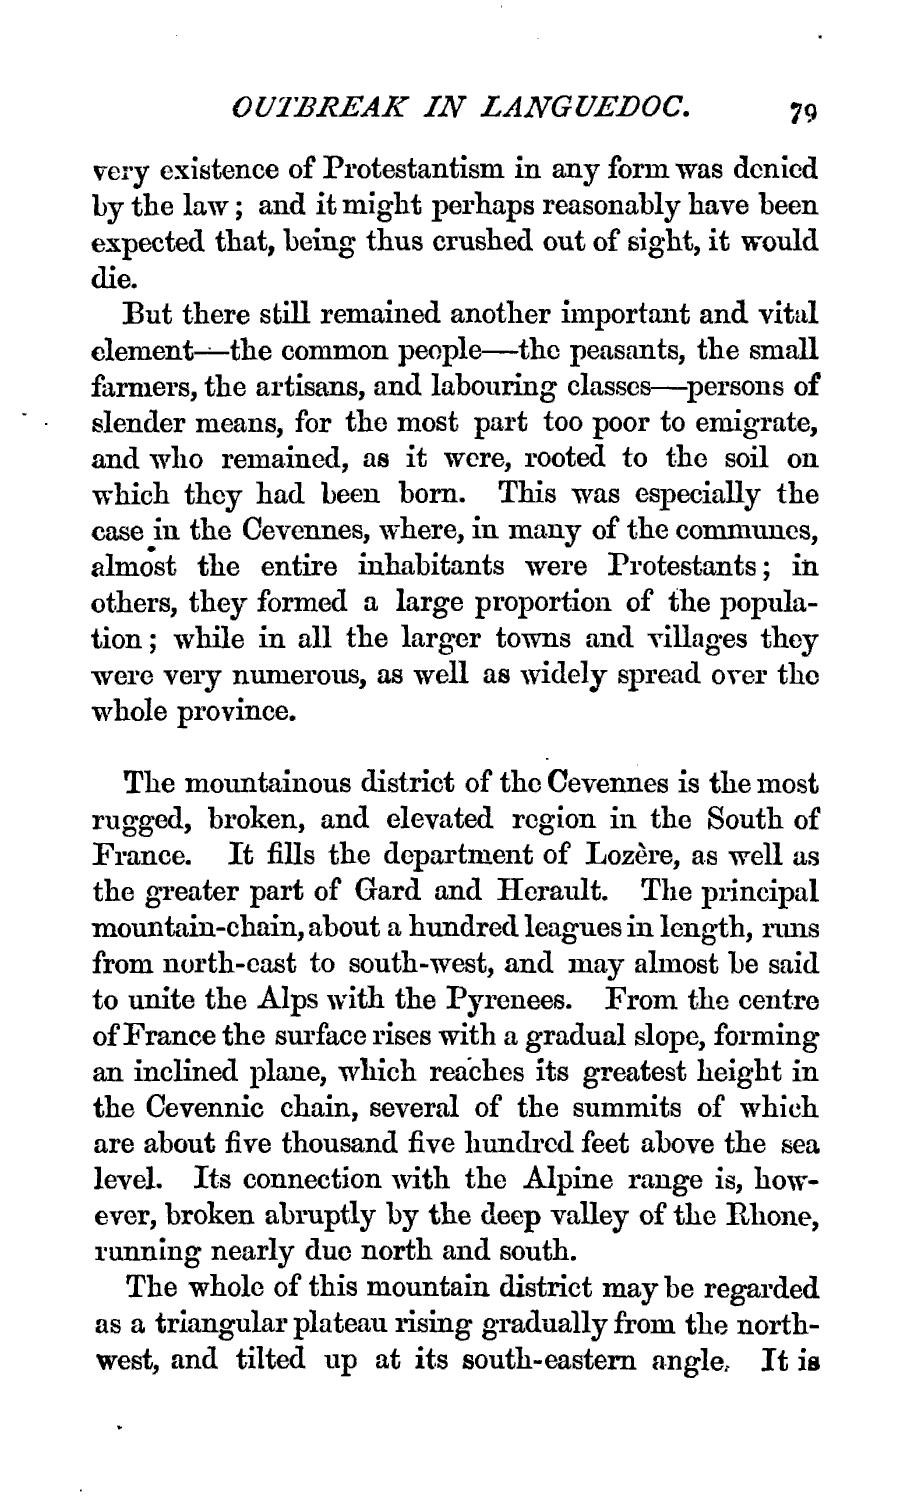 OUTBREAK IN LANGUEDOC. 79
very existence of Protestantism in any form was denied
by the law; and it might perhaps reasonably have been
expected that, being thus crushed out of sight, it would
die.
But there still remained another important and vital
element—the common people—the peasants, the small
farmers, the artisans, and labouring classes—persons of
slender means, for the most part too poor to emigrate,
and who remained, as it were, rooted to the soil on
which they had been born. This was especially the
case in the Cevennes, where, in many of the communes,
almost the entire inhabitants were Protestants; in
others, they formed a large proportion of the popula-
tion; while in all the larger towns and villages they
were very numerous, as well as widely spread over the
whole province.
The mountainous district of the Cevennes is the most
rugged, broken, and elevated region in the South of
France. It fills the department of Lozère, as well as
the greater part of Gard and Herault. The principal
mountain-chain, about a hundred leagues in length, runs
from north-east to south-west, and may almost be said
to unite the Alps with the Pyrenees. From the centre
of France the surface rises with a gradual slope, forming
an inclined plane, which reaches its greatest height in
the Cevennic chain, several of the summits of which
are about five thousand five hundred feet above the sea
level. Its connection with the Alpine range is, how-
ever, broken abruptly by the deep valley of the Rhone,
running nearly due north and south.
The whole of this mountain district may be regarded
as a triangular plateau rising gradually from the north-
west, and tilted up at its south-eastern angle. It is